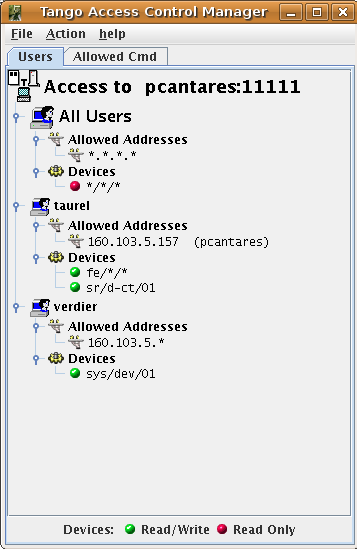 Tango Access Control Manager
File Action help
Users Allowed Cmd
T Access to pcantares:11111
All Users
Allowed Addresses
*.*.*.*
Devices
*/*/*
taurel
Allowed Addresses
160.103.5.157 (pcantares)
Devices
fe/*/*
sr/d-ct/01
verdier
Allowed Addresses
160.103.5.*
Devices
sys/dev/01
Devices: Read/Write Read Only